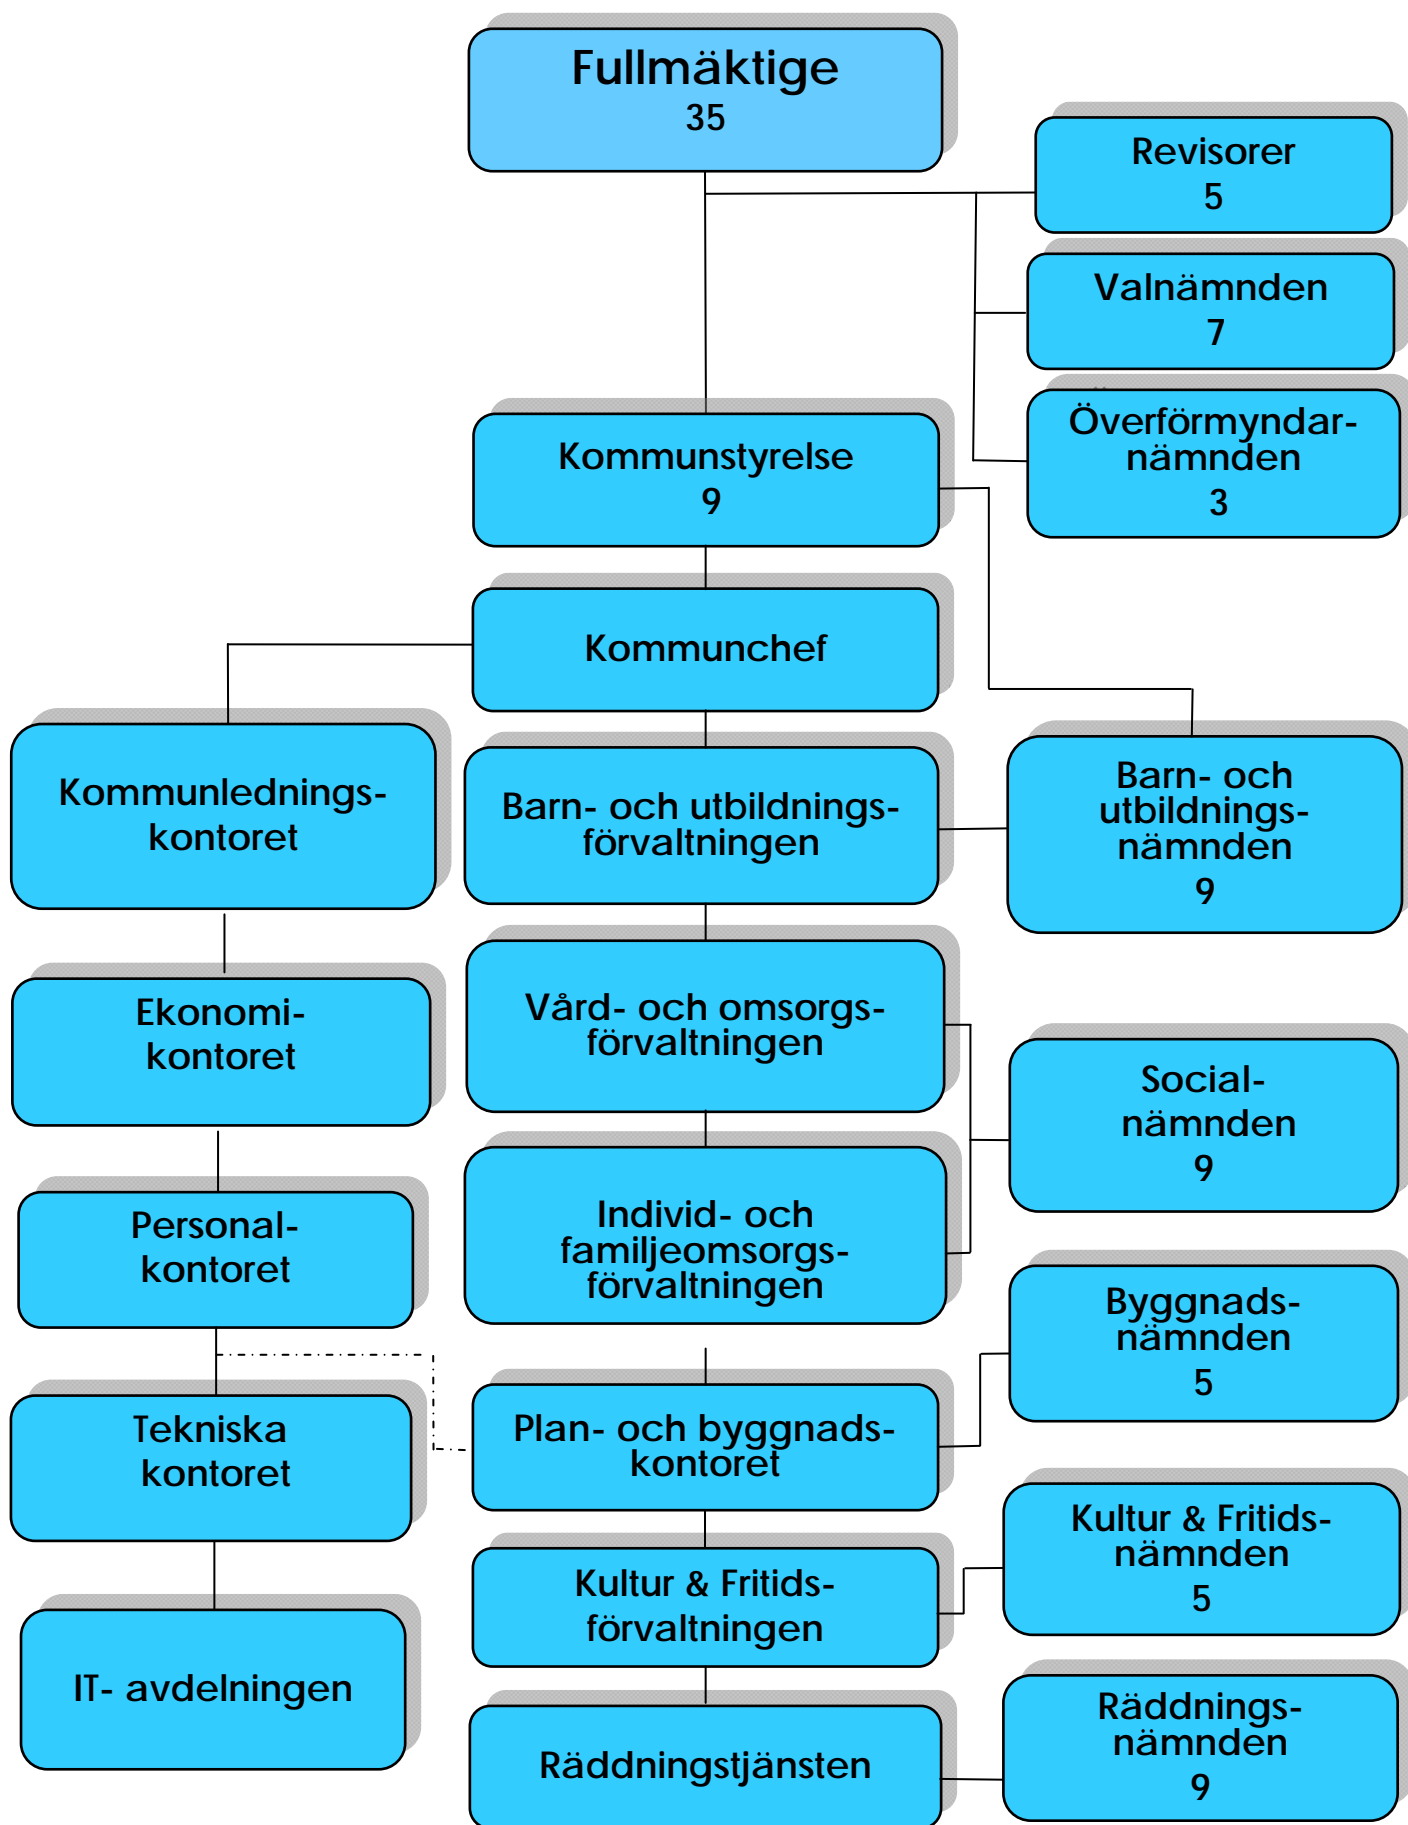 Fullmäktige
35
Revisorer
5
Valnämnden
7
Överförmyndar-
nämnden
3
Kommunstyrelse
9
Kommunchef
Kommunlednings-
kontoret
Barn- och utbildnings-
förvaltningen
Barn- och
utbildnings-
nämnden
9
Ekonomi-
kontoret
Vård- och omsorgs-
förvaltningen
Social-
nämnden
9
Personal-
kontoret
Individ- och
familjeomsorgs-
förvaltningen
Byggnads-
nämnden
5
Tekniska
kontoret
Plan- och byggnads-
kontoret
Kultur & Fritids-
nämnden
5
Kultur & Fritids-
förvaltningen
IT- avdelningen
Räddningstjänsten
Räddnings-
nämnden
9